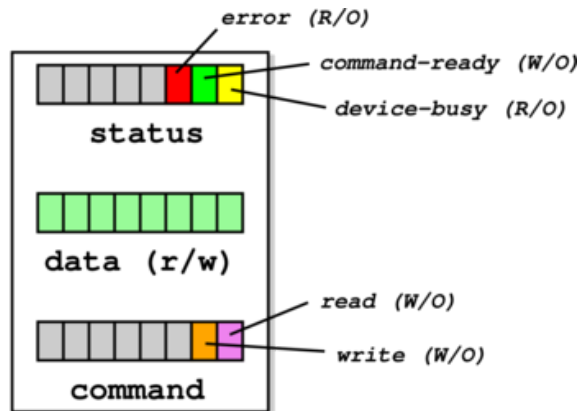 error (R/O)
command-ready (W/O)
device-busy (R/O)
status
data (r/w)
read (W/O)
write (W/O)
command